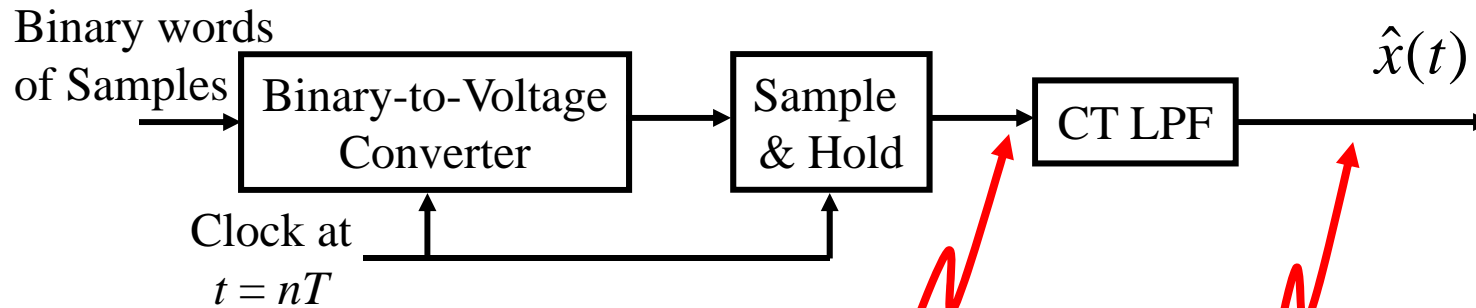 Binary words
of Samples
Binary-to-Voltage
Converter
Sample
& Hold
CT LPF
x̂(t)
Clock at
t = nT